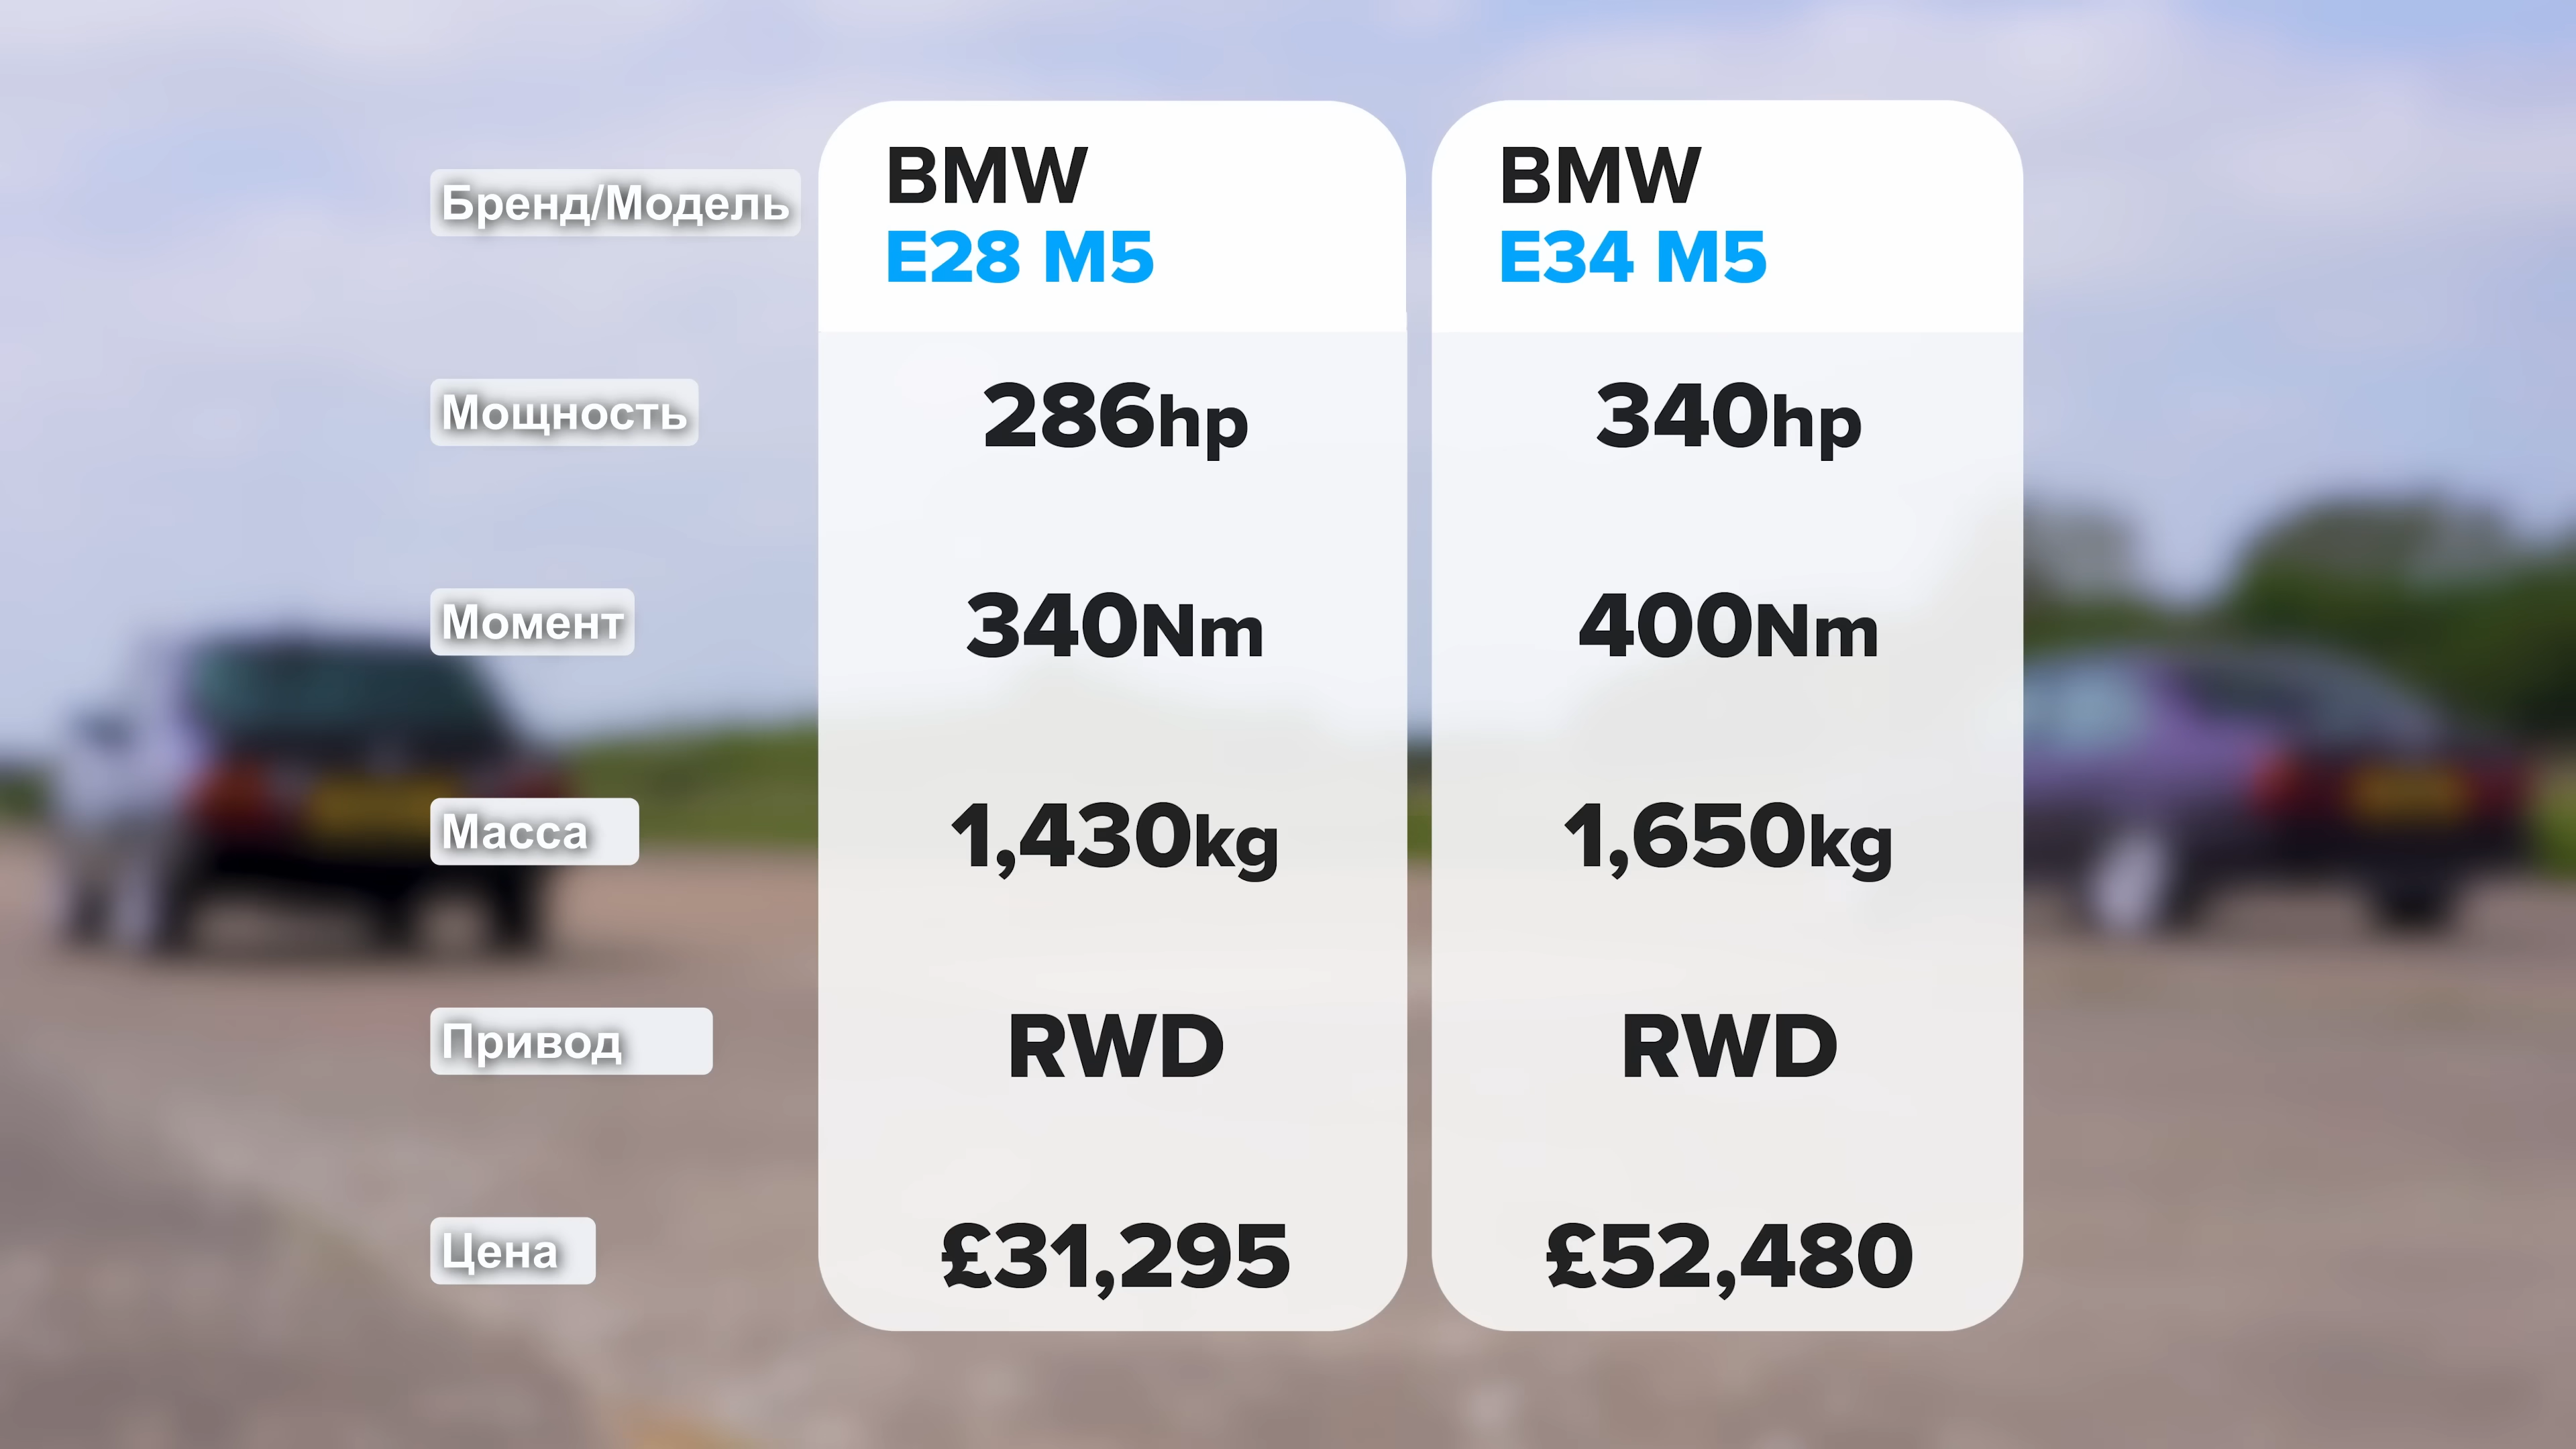 Бренд/Модель
BMW
E28 M5
BMW
E34 M5
Мощность
286hp
340hp
Момент
340Nm
400Nm
Масса
1,430kg
1,650kg
Привод
RWD
RWD
Цена
£31,295
£52,480